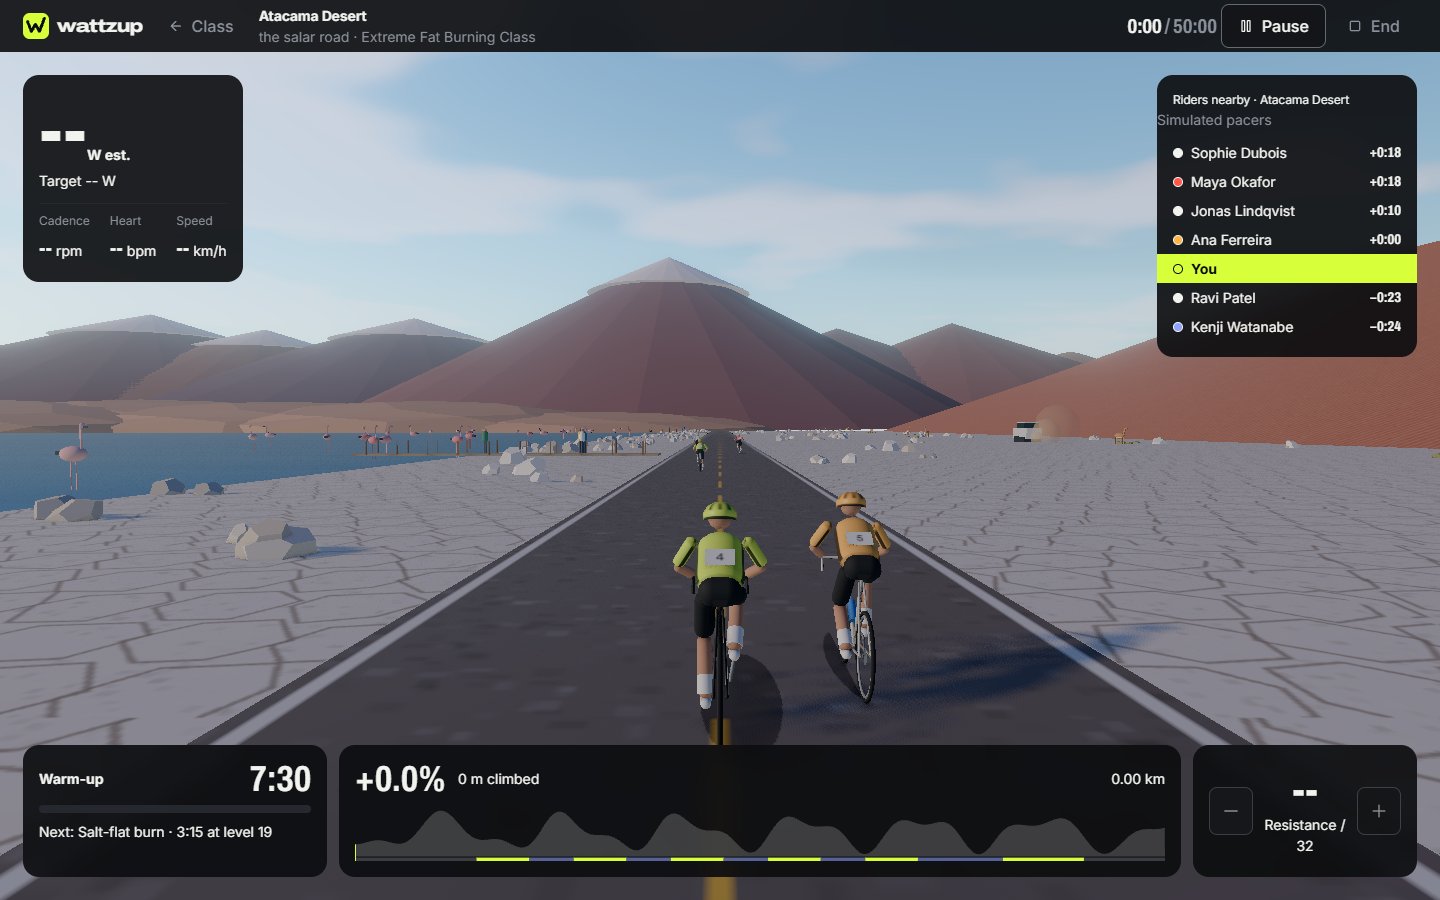 wattzup
Class
Atacama Desert
the salar road · Extreme Fat Burning Class
0:00 / 50:00
Pause
End
-- W est.
Target -- W
Cadence Heart Speed
-- rpm -- bpm -- km/h
Riders nearby · Atacama Desert
Simulated pacers
Sophie Dubois +0:18
Maya Okafor +0:18
Jonas Lindqvist +0:10
Ana Ferreira +0:00
You
Ravi Patel −0:23
Kenji Watanabe −0:24
4
5
Warm-up 7:30
Next: Salt-flat burn · 3:15 at level 19
+0.0% 0 m climbed 0.00 km
--
Resistance /
32